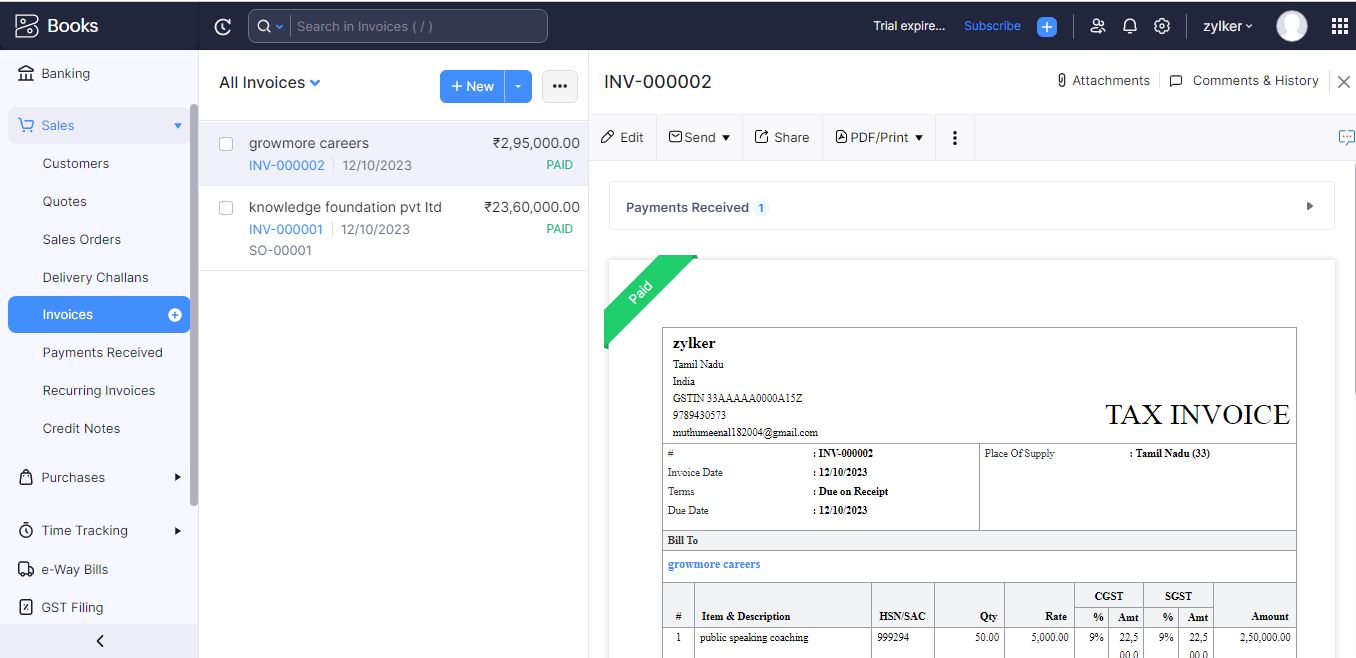 Books
Search in Invoices ( / )
Trial expire... Subscribe
zylker
Banking
Sales
Customers
Quotes
Sales Orders
Delivery Challans
Invoices
Payments Received
Recurring Invoices
Credit Notes
Purchases
Time Tracking
e-Way Bills
GST Filing
All Invoices
+ New
growmore careers ₹2,95,000.00
INV-000002 12/10/2023 PAID
knowledge foundation pvt ltd ₹23,60,000.00
INV-000001 12/10/2023 PAID
SO-00001
INV-000002
Attachments Comments & History
Edit Send Share PDF/Print
Payments Received 1
Paid
zylker
Tamil Nadu
India
GSTIN 33AAAAA0000A15Z
9789430573
muthumeenal182004@gmail.com
TAX INVOICE
# : INV-000002
Invoice Date : 12/10/2023
Terms : Due on Receipt
Due Date : 12/10/2023
Place Of Supply : Tamil Nadu (33)
Bill To
growmore careers
CGST SGST
# Item & Description HSN/SAC Qty Rate % Amt % Amt Amount
1 public speaking coaching 999294 50.00 5,000.00 9% 22,5 9% 22,5 2,50,000.00
00.0 00.0